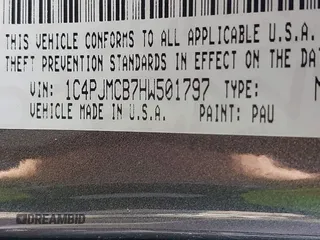 THIS VEHICLE CONFORMS TO ALL APPLICABLE U.S.A.
THEFT PREVENTION STANDARDS IN EFFECT ON THE DA
VIN: 1C4PJMCB7HW501797 TYPE: M
VEHICLE MADE IN U.S.A. PAINT: PAU
DREAMBID